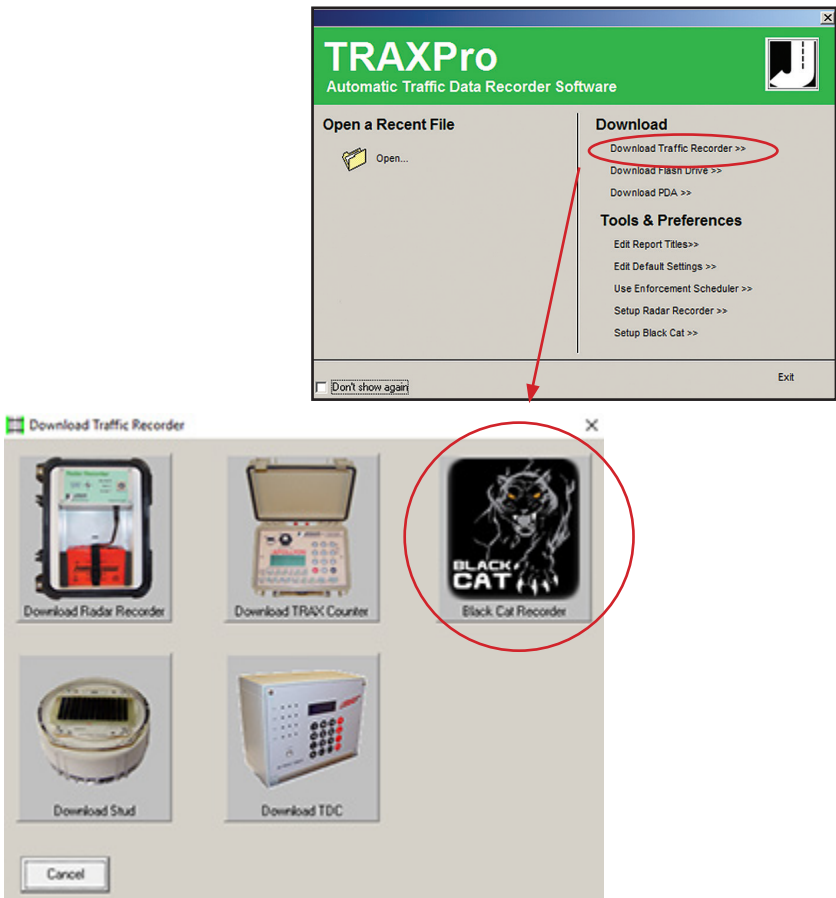 TRAXPro
Automatic Traffic Data Recorder Software
Open a Recent File
Open...
Download
Download Traffic Recorder >>
Download Flash Drive >>
Download PDA >>
Tools & Preferences
Edit Report Titles>>
Edit Default Settings >>
Use Enforcement Scheduler >>
Setup Radar Recorder >>
Setup Black Cat >>
Don't show again
Exit
Download Traffic Recorder
Radar Recorder
Download Radar Recorder
Download TRAX Counter
BLACK
CAT
Black Cat Recorder
Download Stud
Download TDC
Cancel